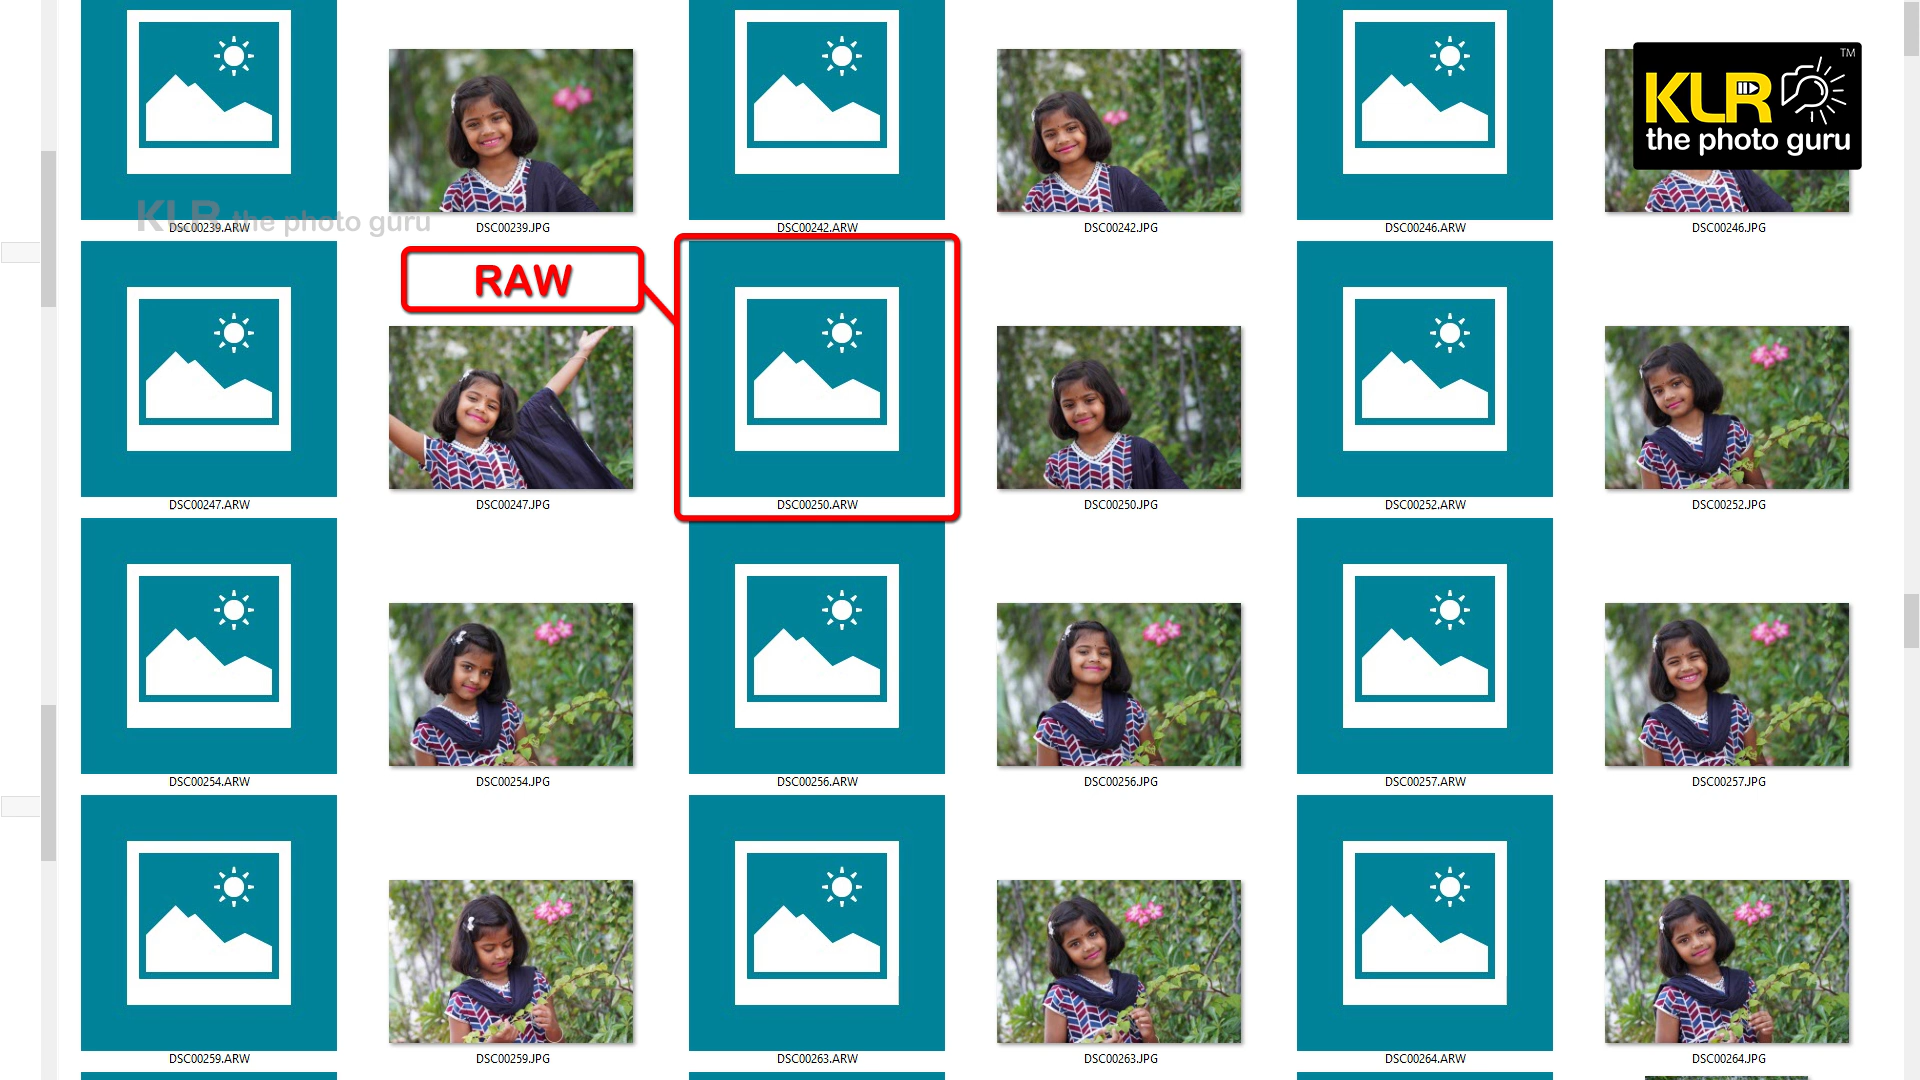 TM
KLR
the photo guru
KLR the photo guru
DSC00239.ARW
DSC00239.JPG
DSC00242.ARW
DSC00242.JPG
DSC00246.ARW
DSC00246.JPG
RAW
DSC00247.ARW
DSC00247.JPG
DSC00250.ARW
DSC00250.JPG
DSC00252.ARW
DSC00252.JPG
DSC00254.ARW
DSC00254.JPG
DSC00256.ARW
DSC00256.JPG
DSC00257.ARW
DSC00257.JPG
DSC00259.ARW
DSC00259.JPG
DSC00263.ARW
DSC00263.JPG
DSC00264.ARW
DSC00264.JPG